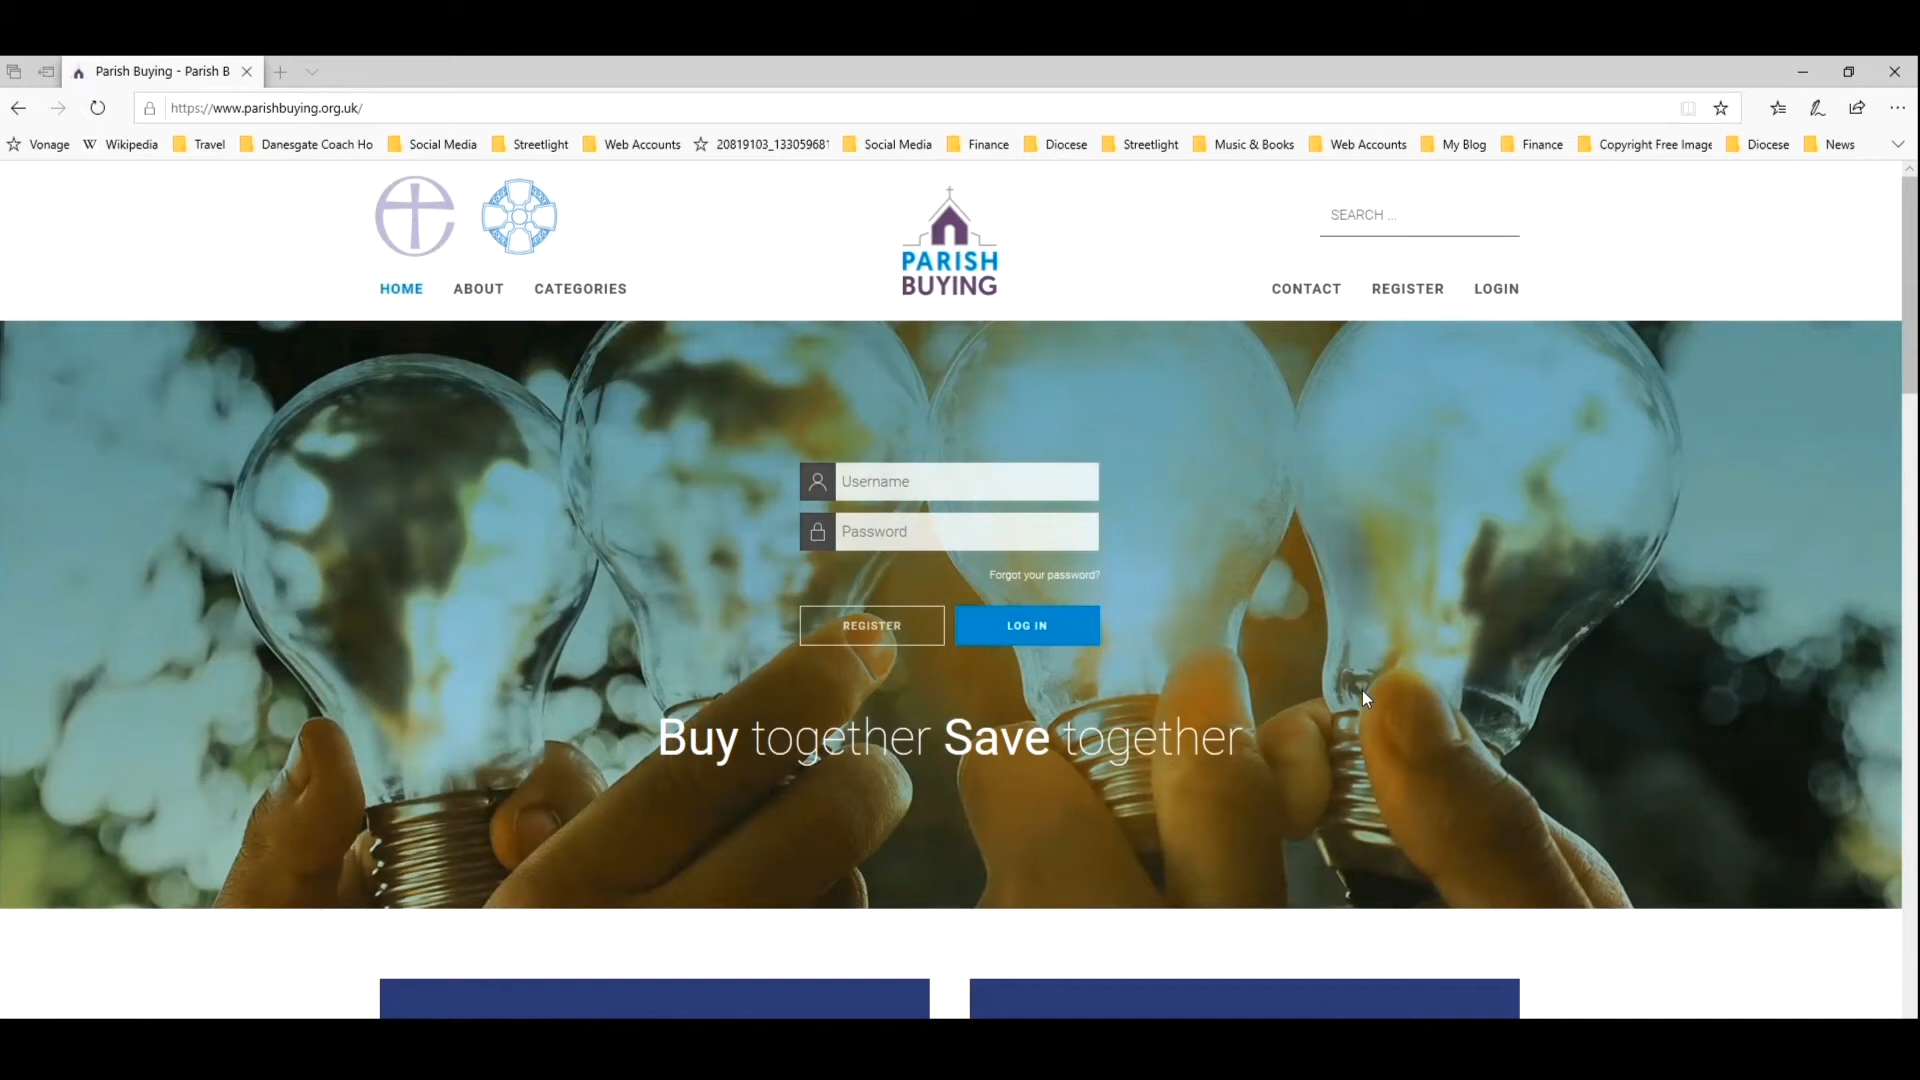 Parish Buying - Parish B
https://www.parishbuying.org.uk/
Vonage Wikipedia Travel Danesgate Coach Ho Social Media Streetlight Web Accounts 20819103_133059681 Social Media Finance Diocese Streetlight Music & Books Web Accounts My Blog Finance Copyright Free Image Diocese News
SEARCH ...
PARISH
BUYING
HOME ABOUT CATEGORIES
CONTACT REGISTER LOGIN
Username
Password
Forgot your password?
REGISTER LOG IN
Buy together Save together